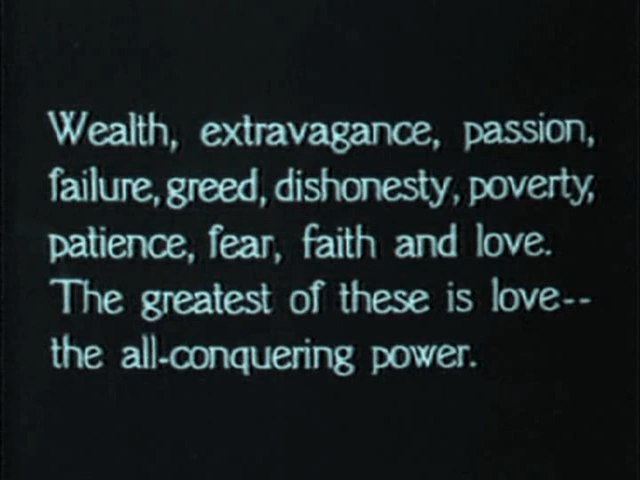 Wealth, extravagance, passion,
failure, greed, dishonesty, poverty,
patience, fear, faith and love.
The greatest of these is love--
the all-conquering power.